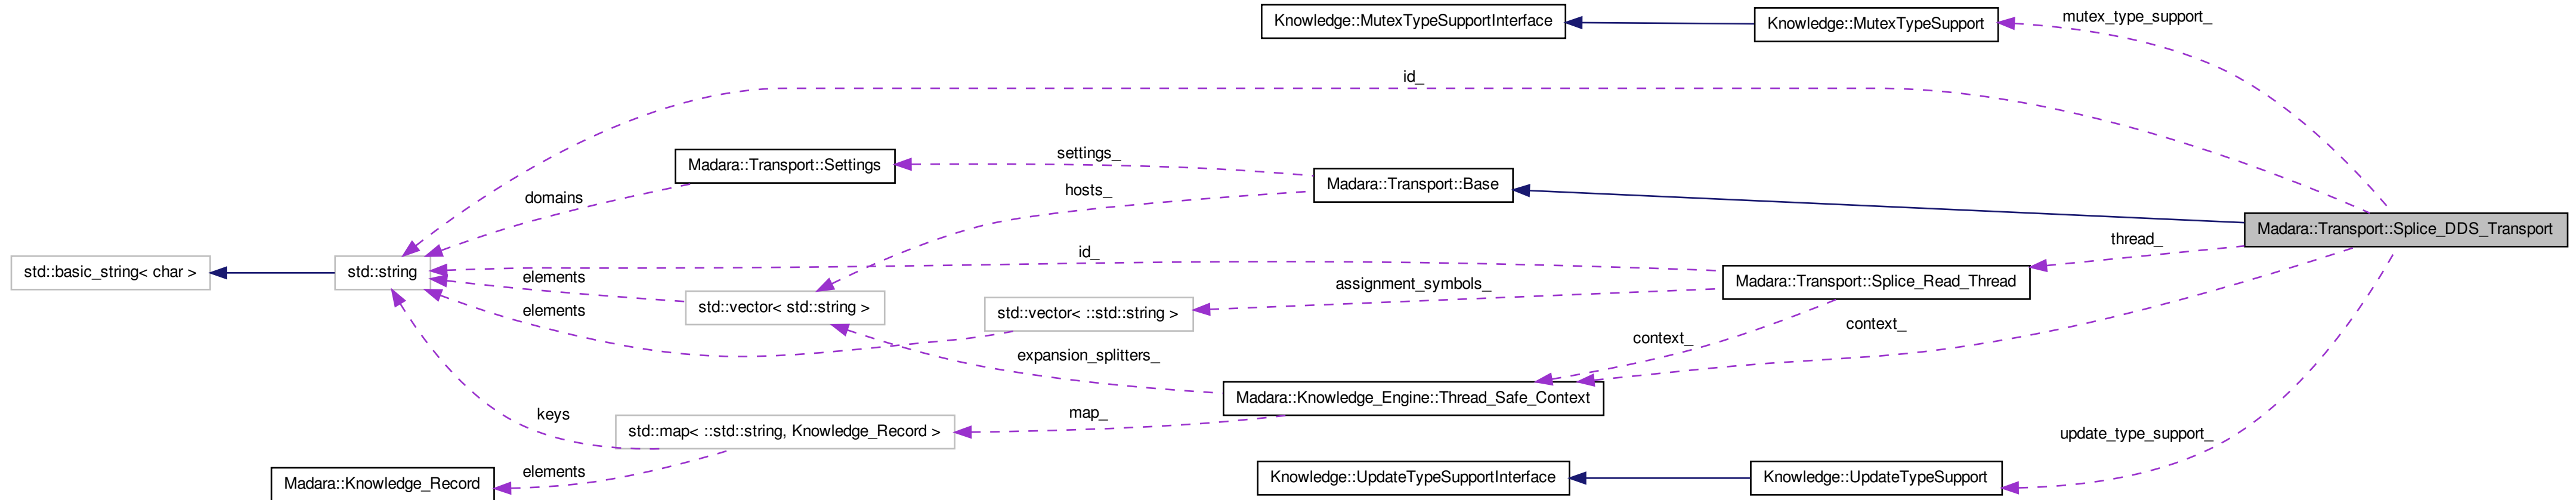 Knowledge::MutexTypeSupportInterface
Knowledge::MutexTypeSupport
mutex_type_support_
id_
Madara::Transport::Settings
settings_
Madara::Transport::Base
domains
hosts_
Madara::Transport::Splice_DDS_Transport
thread_
std::basic_string< char >
std::string
id_
elements
Madara::Transport::Splice_Read_Thread
assignment_symbols_
std::vector< std::string >
std::vector< ::std::string >
elements
context_
context_
expansion_splitters_
Madara::Knowledge_Engine::Thread_Safe_Context
keys
map_
std::map< ::std::string, Knowledge_Record >
update_type_support_
elements
Madara::Knowledge_Record
Knowledge::UpdateTypeSupportInterface
Knowledge::UpdateTypeSupport